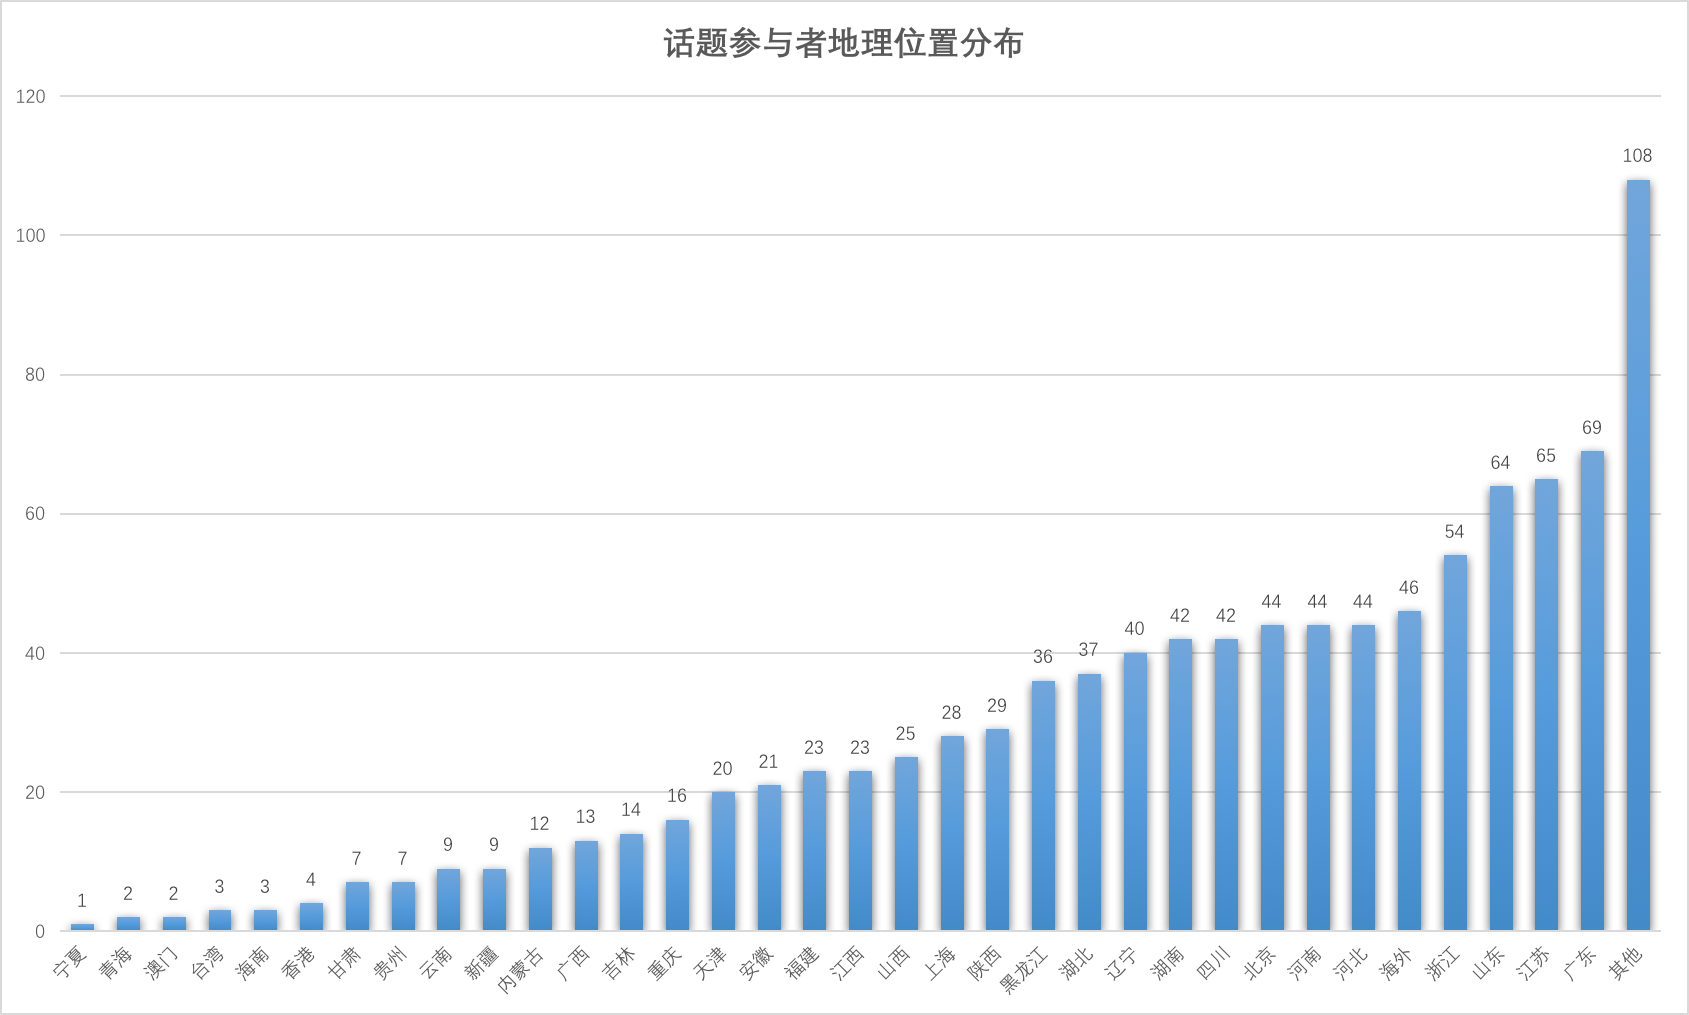 话题参与者地理位置分布
120
100
80
60
40
20
0
1 2 2 3 3 4 7 7 9 9 12 13 14 16 20 21 23 23 25 28 29 36 37 40 42 42 44 44 44 46 54 64 65 69 108
宁夏 青海 澳门 台湾 海南 香港 甘肃 贵州 云南 新疆 内蒙古 广西 吉林 重庆 天津 安徽 福建 江西 山西 上海 陕西 黑龙江 湖北 辽宁 湖南 四川 北京 河南 河北 海外 浙江 山东 江苏 广东 其他